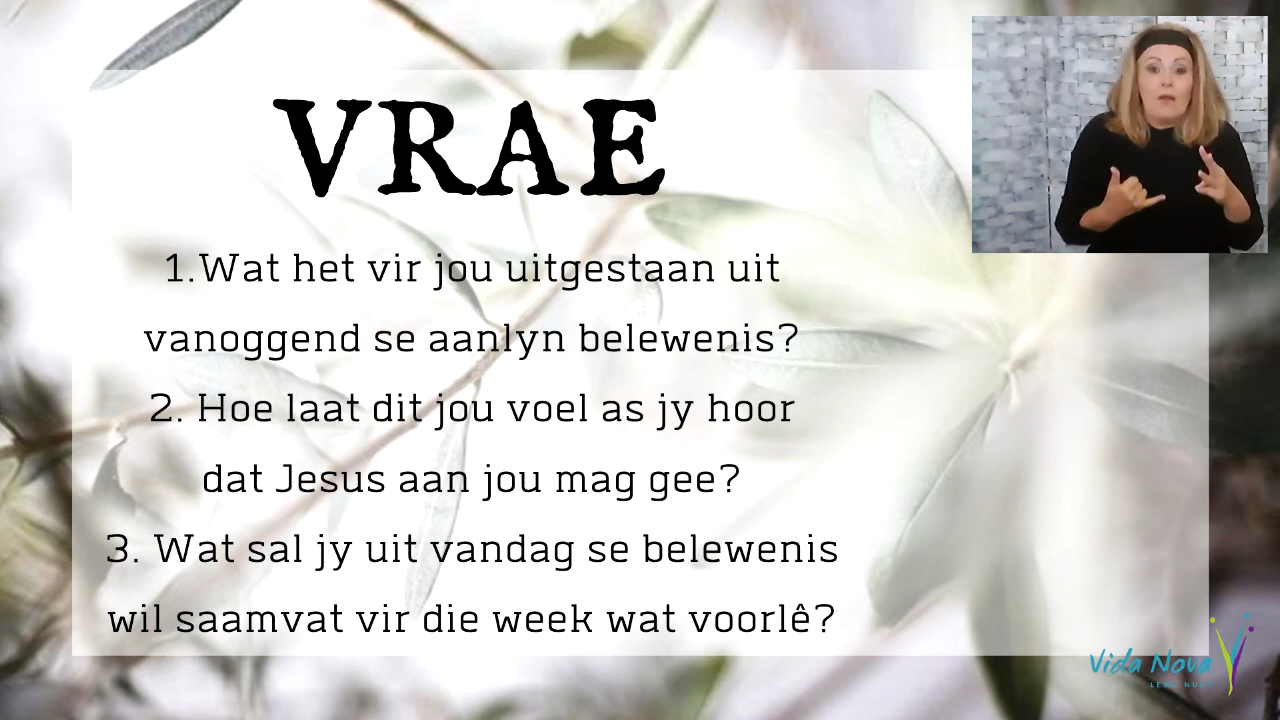 VRAE
1.Wat het vir jou uitgestaan uit
vanoggend se aanlyn belewenis?
2. Hoe laat dit jou voel as jy hoor
dat Jesus aan jou mag gee?
3. Wat sal jy uit vandag se belewenis
wil saamvat vir die week wat voorlê?
Vida Nova